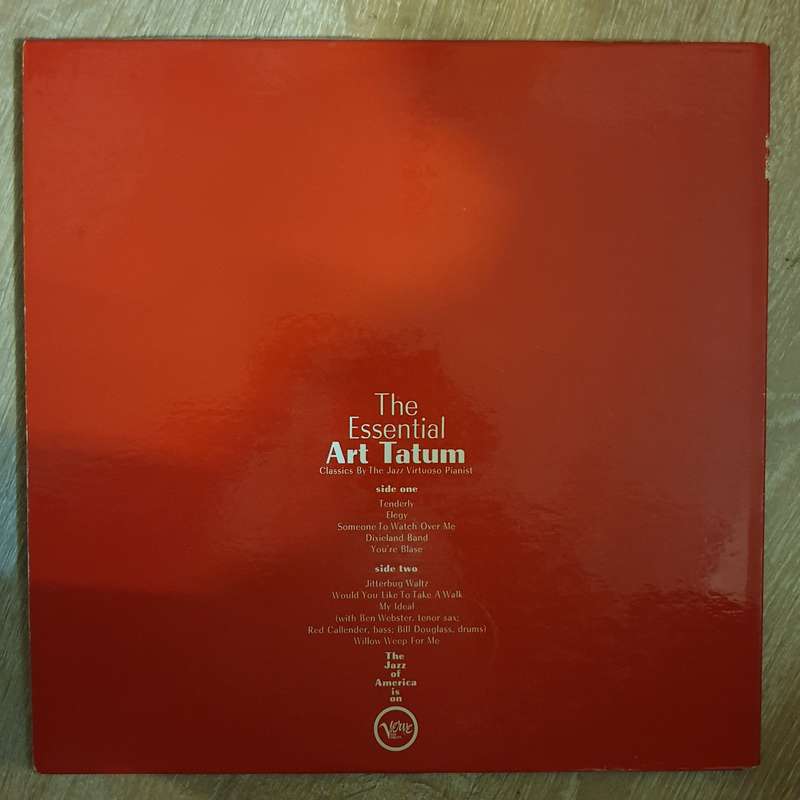 The
Essential
Art Tatum
Classics By The Jazz Virtuoso Pianist
side one
Tenderly
Elegy
Someone To Watch Over Me
Dixieland Band
You're Blase
side two
Jitterbug Waltz
Would You Like To Take A Walk
My Ideal
(with Ben Webster, tenor sax;
Red Callender, bass; Bill Douglass, drums)
Willow Weep For Me
The
Jazz
of
America
is
on
Verve